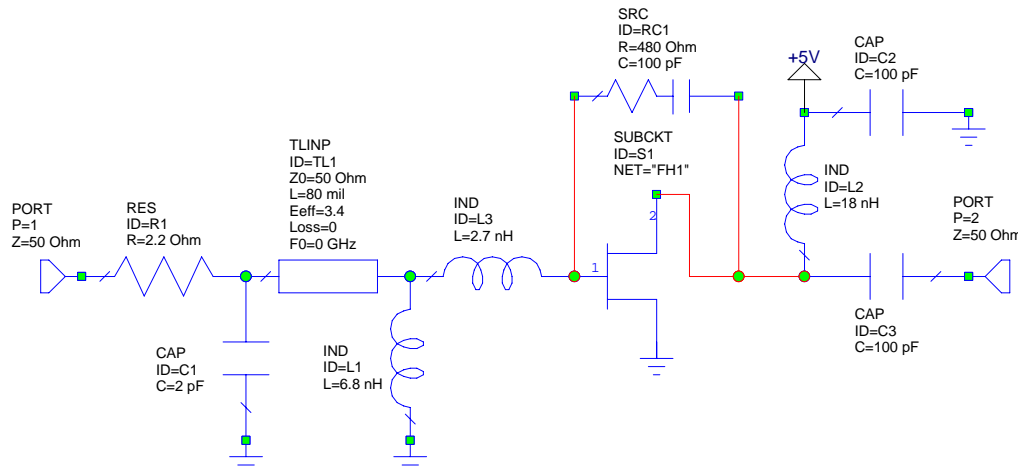 SRC
ID=RC1
R=480 Ohm
C=100 pF
CAP
ID=C2
C=100 pF
+5V
TLINP
ID=TL1
Z0=50 Ohm
L=80 mil
Eeff=3.4
Loss=0
F0=0 GHz
SUBCKT
ID=S1
NET="FH1"
IND
ID=L2
L=18 nH
PORT
P=1
Z=50 Ohm
RES
ID=R1
R=2.2 Ohm
IND
ID=L3
L=2.7 nH
2
1
PORT
P=2
Z=50 Ohm
CAP
ID=C1
C=2 pF
IND
ID=L1
L=6.8 nH
CAP
ID=C3
C=100 pF